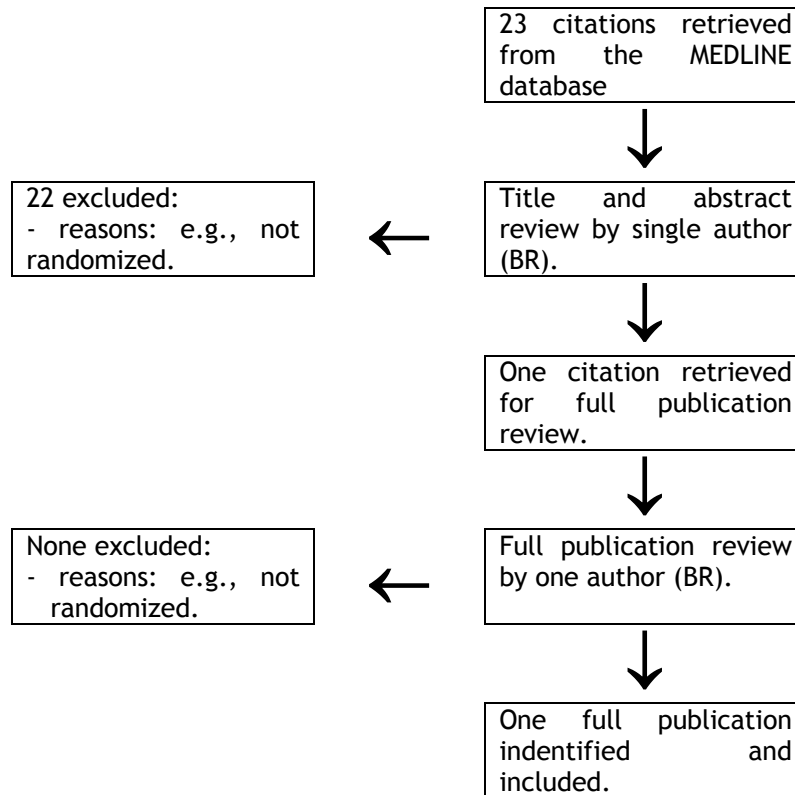 23 citations retrieved
from the MEDLINE
database
22 excluded:
- reasons: e.g., not
randomized.
Title and abstract
review by single author
(BR).
One citation retrieved
for full publication
review.
None excluded:
- reasons: e.g., not
randomized.
Full publication review
by one author (BR).
One full publication
indentified and
included.